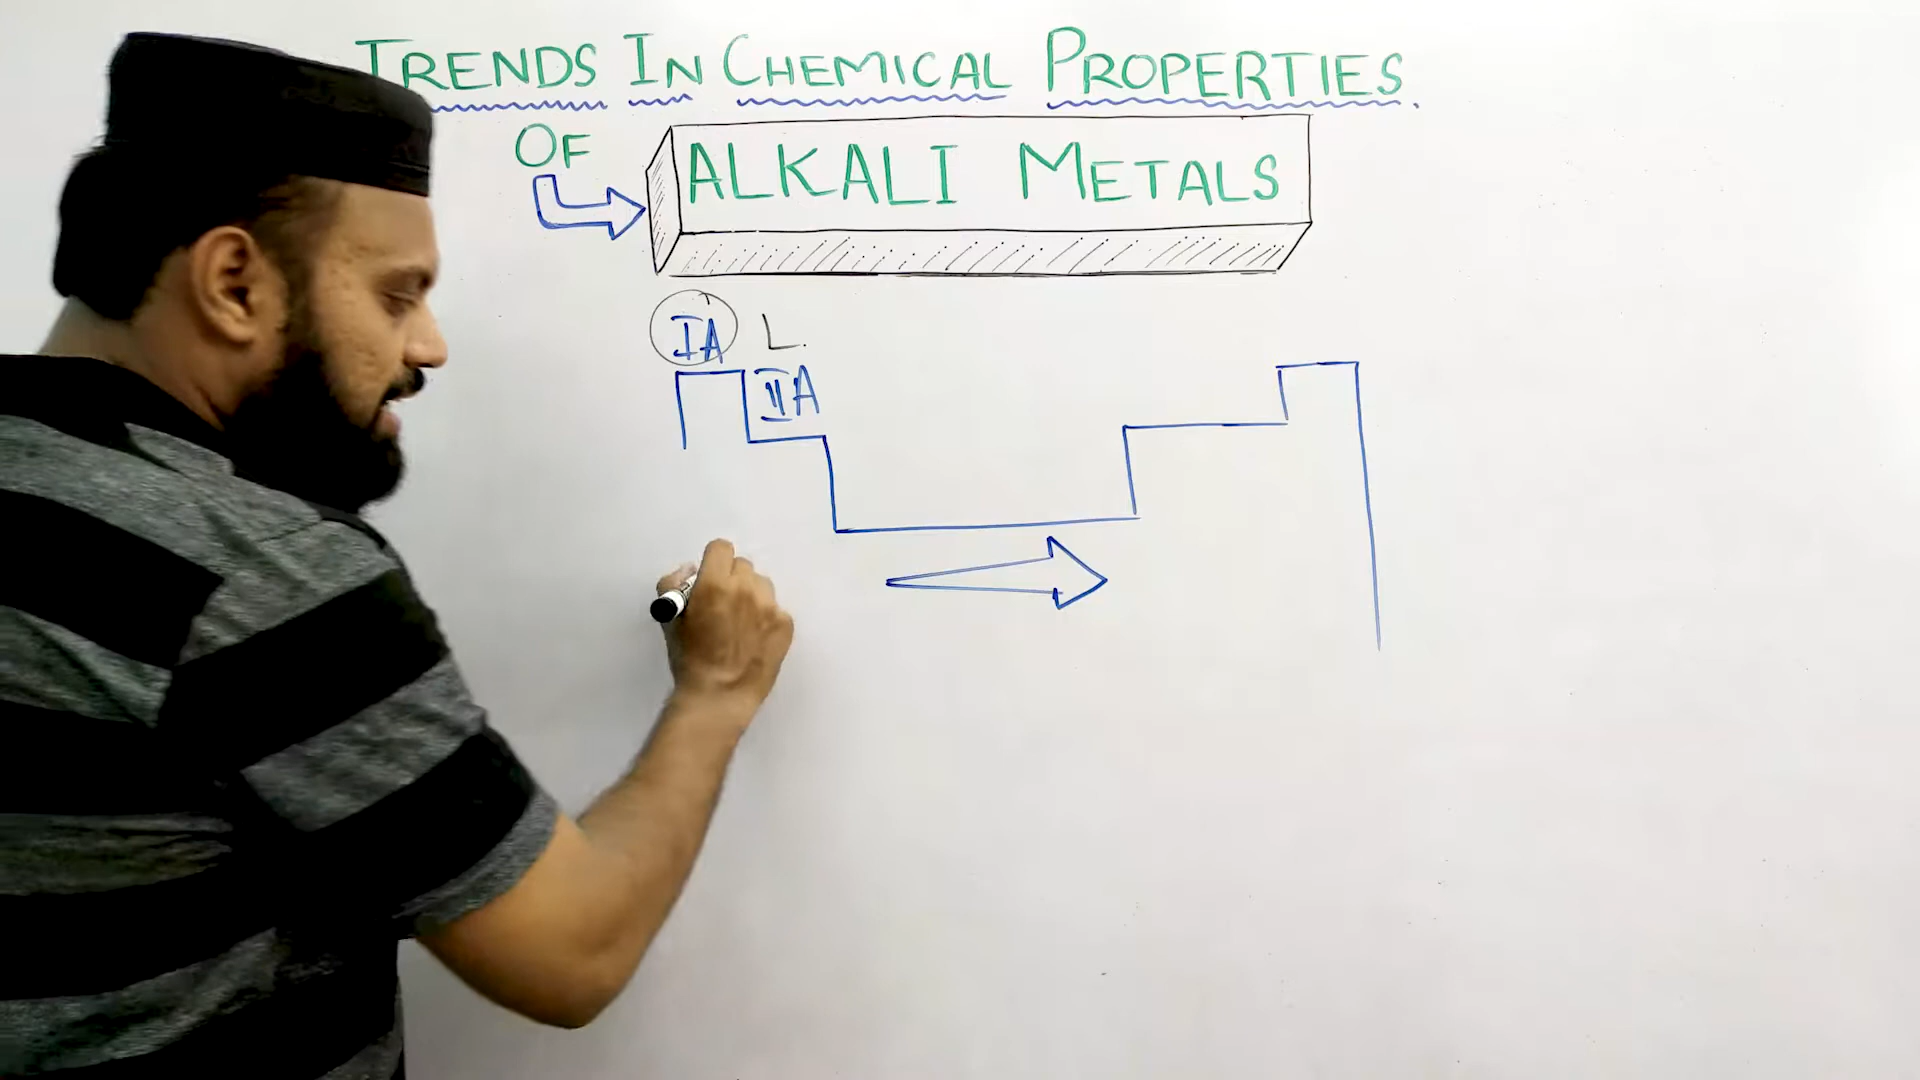 TRENDS IN CHEMICAL PROPERTIES.
OF
ALKALI METALS
IA L.
IIA